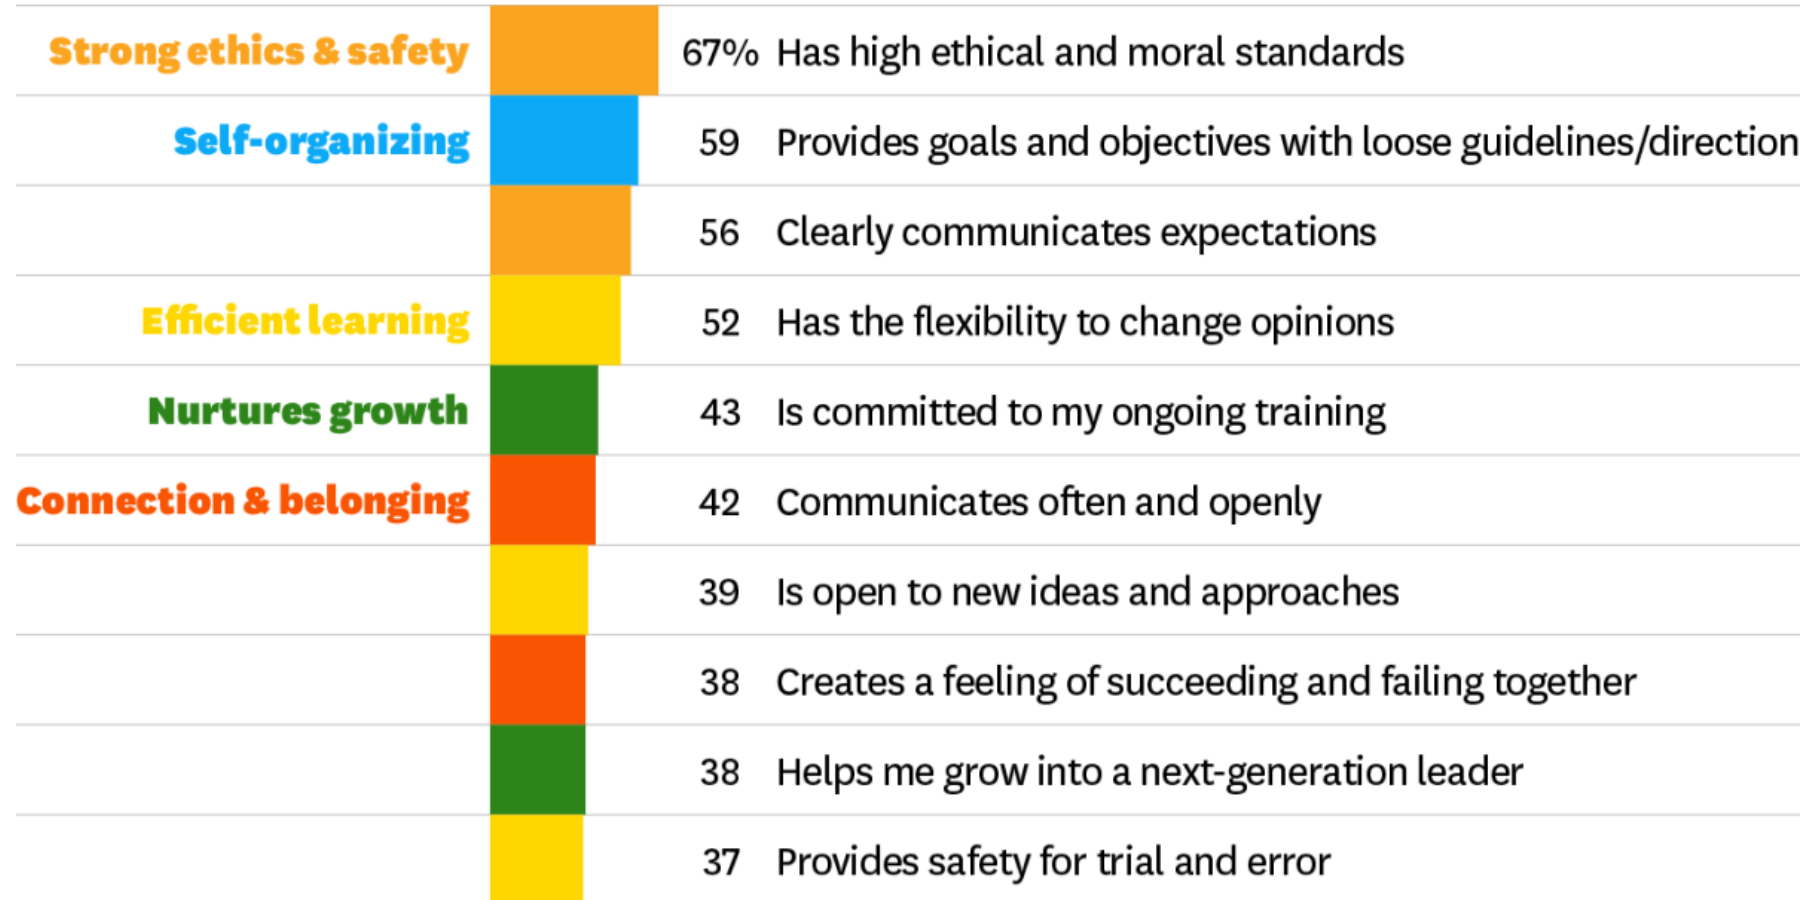 Strong ethics & safety 67% Has high ethical and moral standards
Self-organizing 59 Provides goals and objectives with loose guidelines/direction
56 Clearly communicates expectations
Efficient learning 52 Has the flexibility to change opinions
Nurtures growth 43 Is committed to my ongoing training
Connection & belonging 42 Communicates often and openly
39 Is open to new ideas and approaches
38 Creates a feeling of succeeding and failing together
38 Helps me grow into a next-generation leader
37 Provides safety for trial and error